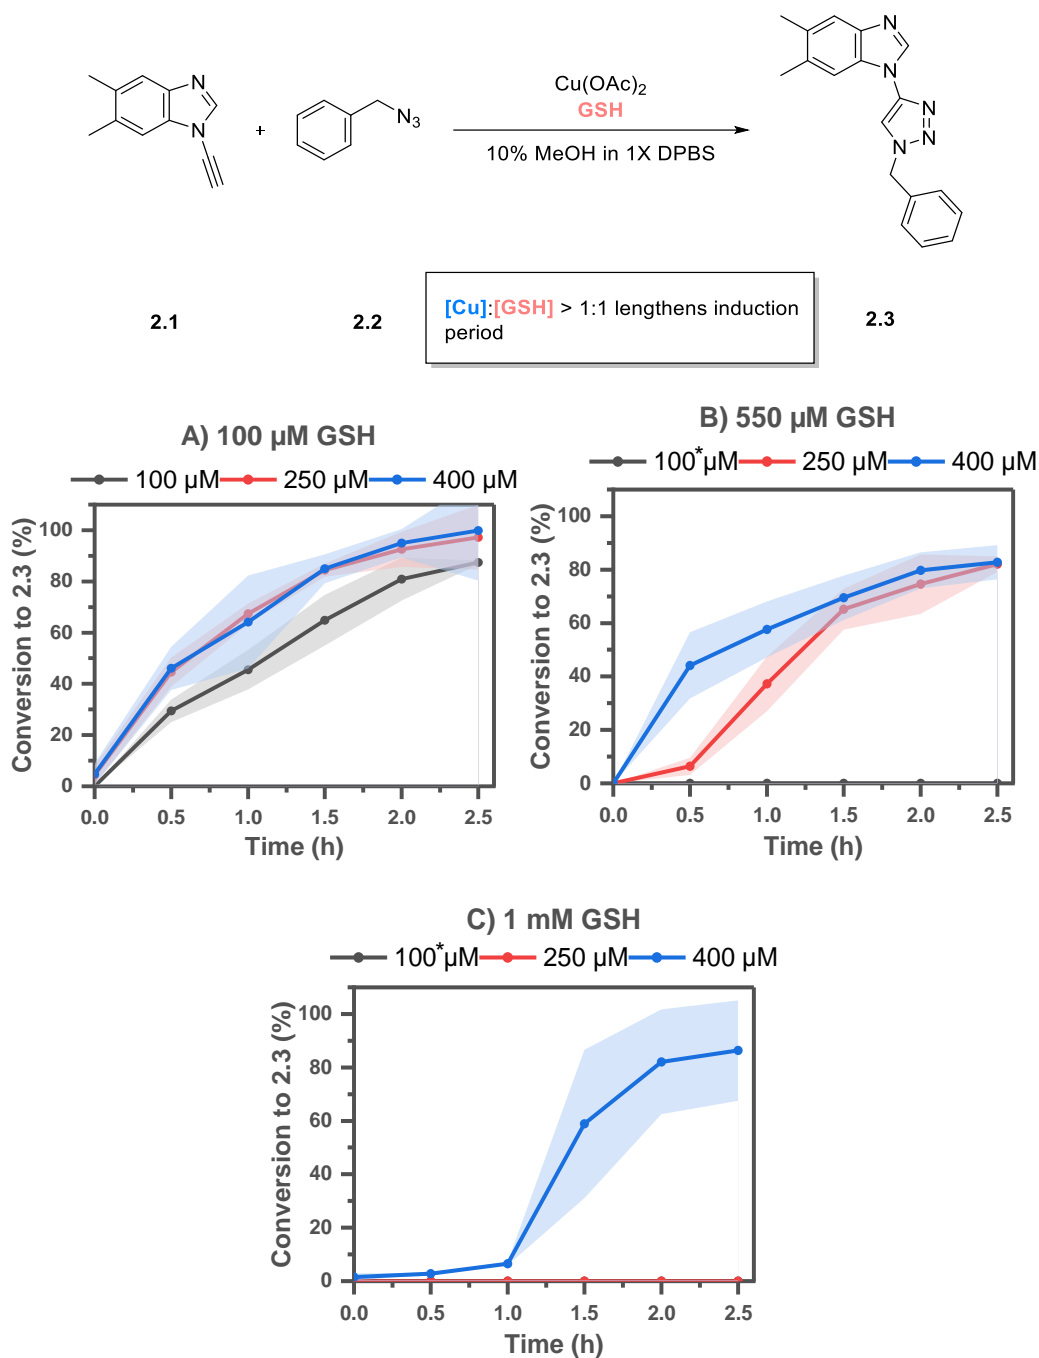 N
N
+
N₃
Cu(OAc)₂
GSH
10% MeOH in 1X DPBS
N
N
N
N
N
2.1
2.2
[Cu]:[GSH] > 1:1 lengthens induction
period
2.3
A) 100 µM GSH
100 µM
250 µM
400 µM
Conversion to 2.3 (%)
100
80
60
40
20
0
0.0 0.5 1.0 1.5 2.0 2.5
Time (h)
B) 550 µM GSH
100*µM
250 µM
400 µM
Conversion to 2.3 (%)
100
80
60
40
20
0
0.0 0.5 1.0 1.5 2.0 2.5
Time (h)
C) 1 mM GSH
100*µM
250 µM
400 µM
Conversion to 2.3 (%)
100
80
60
40
20
0
0.0 0.5 1.0 1.5 2.0 2.5
Time (h)